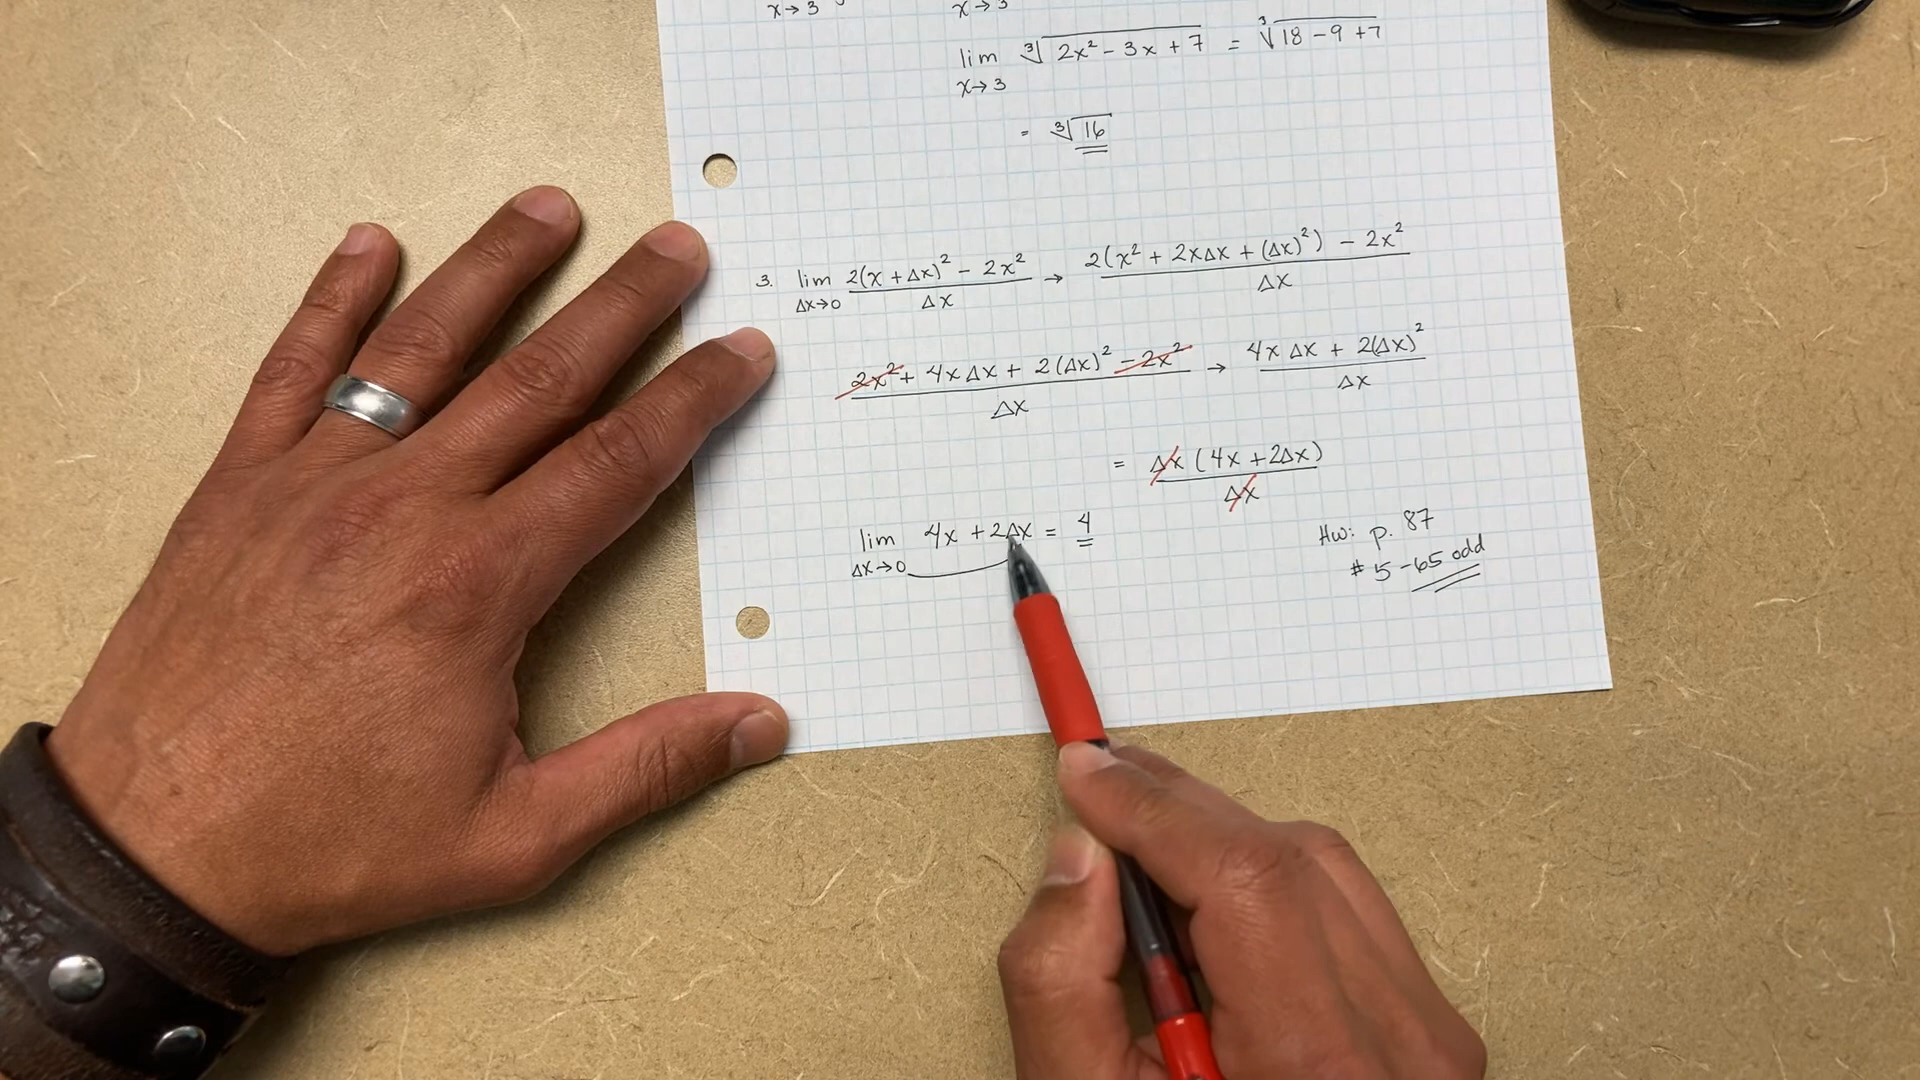 x→3 x→3
lim ∛(2x² - 3x + 7) = ∛(18 - 9 + 7)
x→3
= ∛16
3. lim (2(x + Δx)² - 2x²)/Δx → (2(x² + 2xΔx + (Δx)²) - 2x²)/Δx
Δx→0
(2x² + 4xΔx + 2(Δx)² - 2x²)/Δx → (4xΔx + 2(Δx)²)/Δx
= Δx(4x + 2Δx)/Δx
lim 4x + 2Δx = 4
Δx→0
HW: p. 87
# 5-65 odd